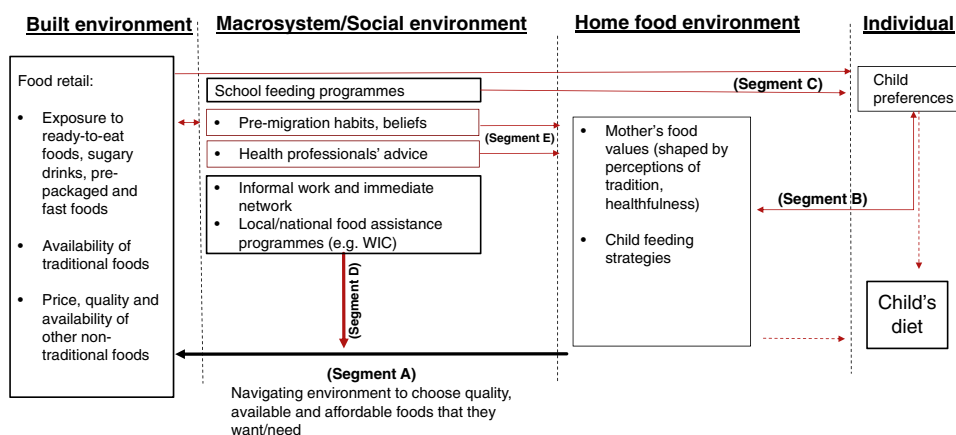 Built environment
Macrosystem/Social environment
Home food environment
Individual
Food retail:
• Exposure to
ready-to-eat
foods, sugary
drinks, pre-
packaged and
fast foods
• Availability of
traditional foods
• Price, quality and
availability of
other non-
traditional foods
School feeding programmes
• Pre-migration habits, beliefs
• Health professionals' advice
• Informal work and immediate
network
• Local/national food assistance
programmes (e.g. WIC)
(Segment D)
(Segment A)
Navigating environment to choose quality,
available and affordable foods that they
want/need
(Segment E)
• Mother's food
values (shaped by
perceptions of
tradition,
healthfulness)
• Child feeding
strategies
(Segment C)
(Segment B)
Child
preferences
Child's
diet